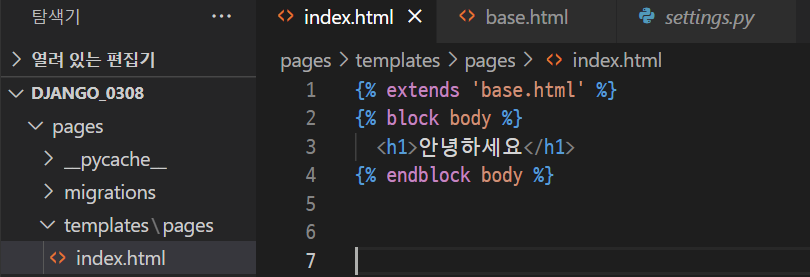 탐색기 ...
열려 있는 편집기
DJANGO_0308
pages
__pycache__
migrations
templates\pages
index.html
index.html base.html settings.py
pages > templates > pages > index.html
1 {% extends 'base.html' %}
2 {% block body %}
3 <h1>안녕하세요</h1>
4 {% endblock body %}
5
6
7